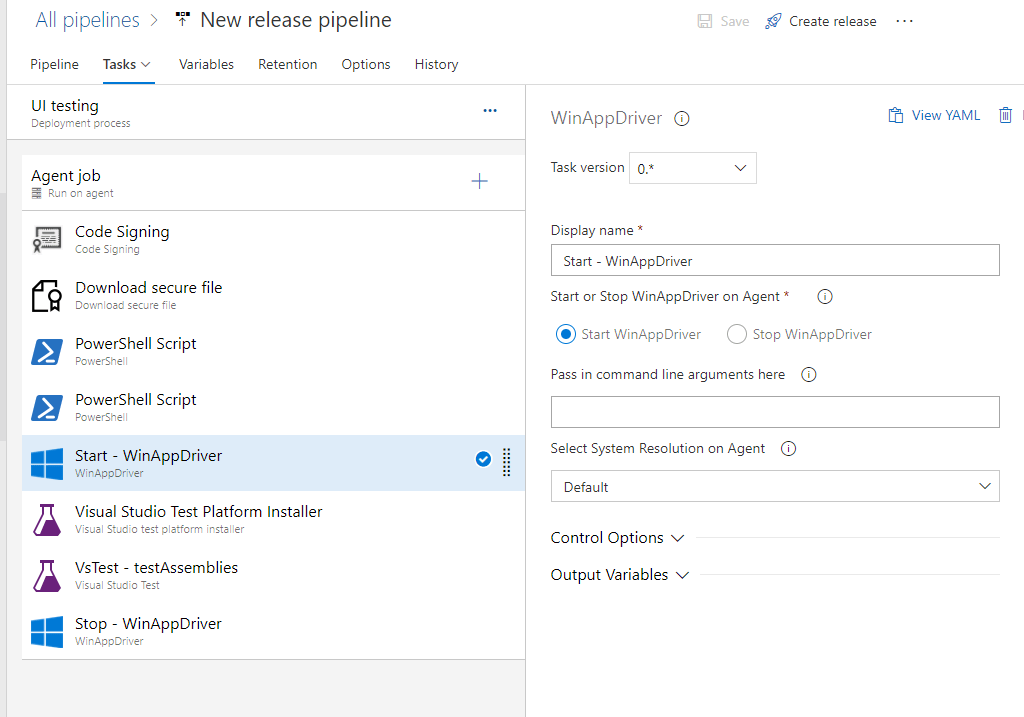 All pipelines > New release pipeline
Save
Create release
...
Pipeline
Tasks
Variables
Retention
Options
History
UI testing
Deployment process
...
Agent job
Run on agent
+
Code Signing
Code Signing
Download secure file
Download secure file
PowerShell Script
PowerShell
PowerShell Script
PowerShell
Start - WinAppDriver
WinAppDriver
Visual Studio Test Platform Installer
Visual Studio test platform installer
VsTest - testAssemblies
Visual Studio Test
Stop - WinAppDriver
WinAppDriver
WinAppDriver
View YAML
Task version
0.*
Display name *
Start - WinAppDriver
Start or Stop WinAppDriver on Agent *
Start WinAppDriver
Stop WinAppDriver
Pass in command line arguments here
Select System Resolution on Agent
Default
Control Options
Output Variables